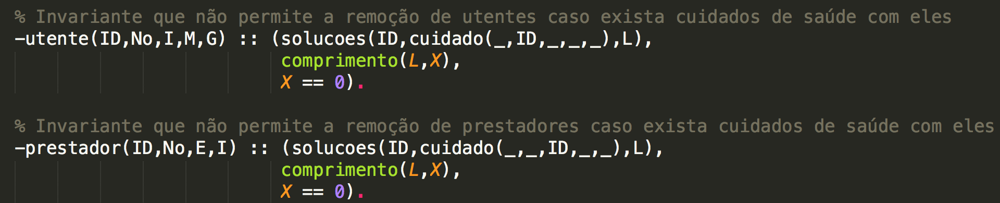 % Invariante que não permite a remoção de utentes caso exista cuidados de saúde com eles
-utente(ID,No,I,M,G) :: (solucoes(ID,cuidado(_,ID,_,_,_),L),
comprimento(L,X),
X == 0).
% Invariante que não permite a remoção de prestadores caso exista cuidados de saúde com eles
-prestador(ID,No,E,I) :: (solucoes(ID,cuidado(_,_,ID,_,_),L),
comprimento(L,X),
X == 0).